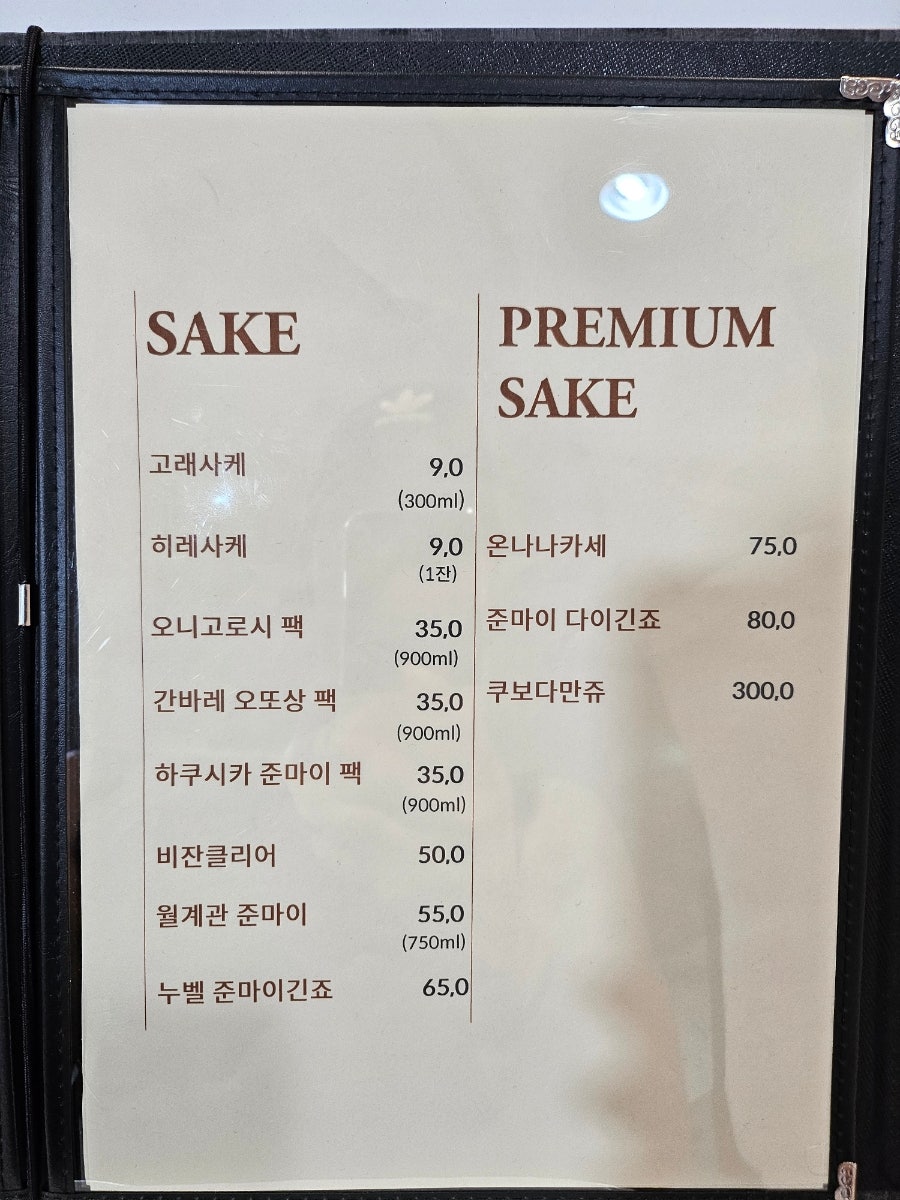 SAKE
고래사케 9,0
(300ml)
히레사케 9,0
(1잔)
오니고로시 팩 35,0
(900ml)
간바레 오또상 팩 35,0
(900ml)
하쿠시카 준마이 팩 35,0
(900ml)
비잔클리어 50,0
월계관 준마이 55,0
(750ml)
누벨 준마이긴죠 65,0
PREMIUM
SAKE
온나나카세 75,0
준마이 다이긴죠 80,0
쿠보다만쥬 300,0